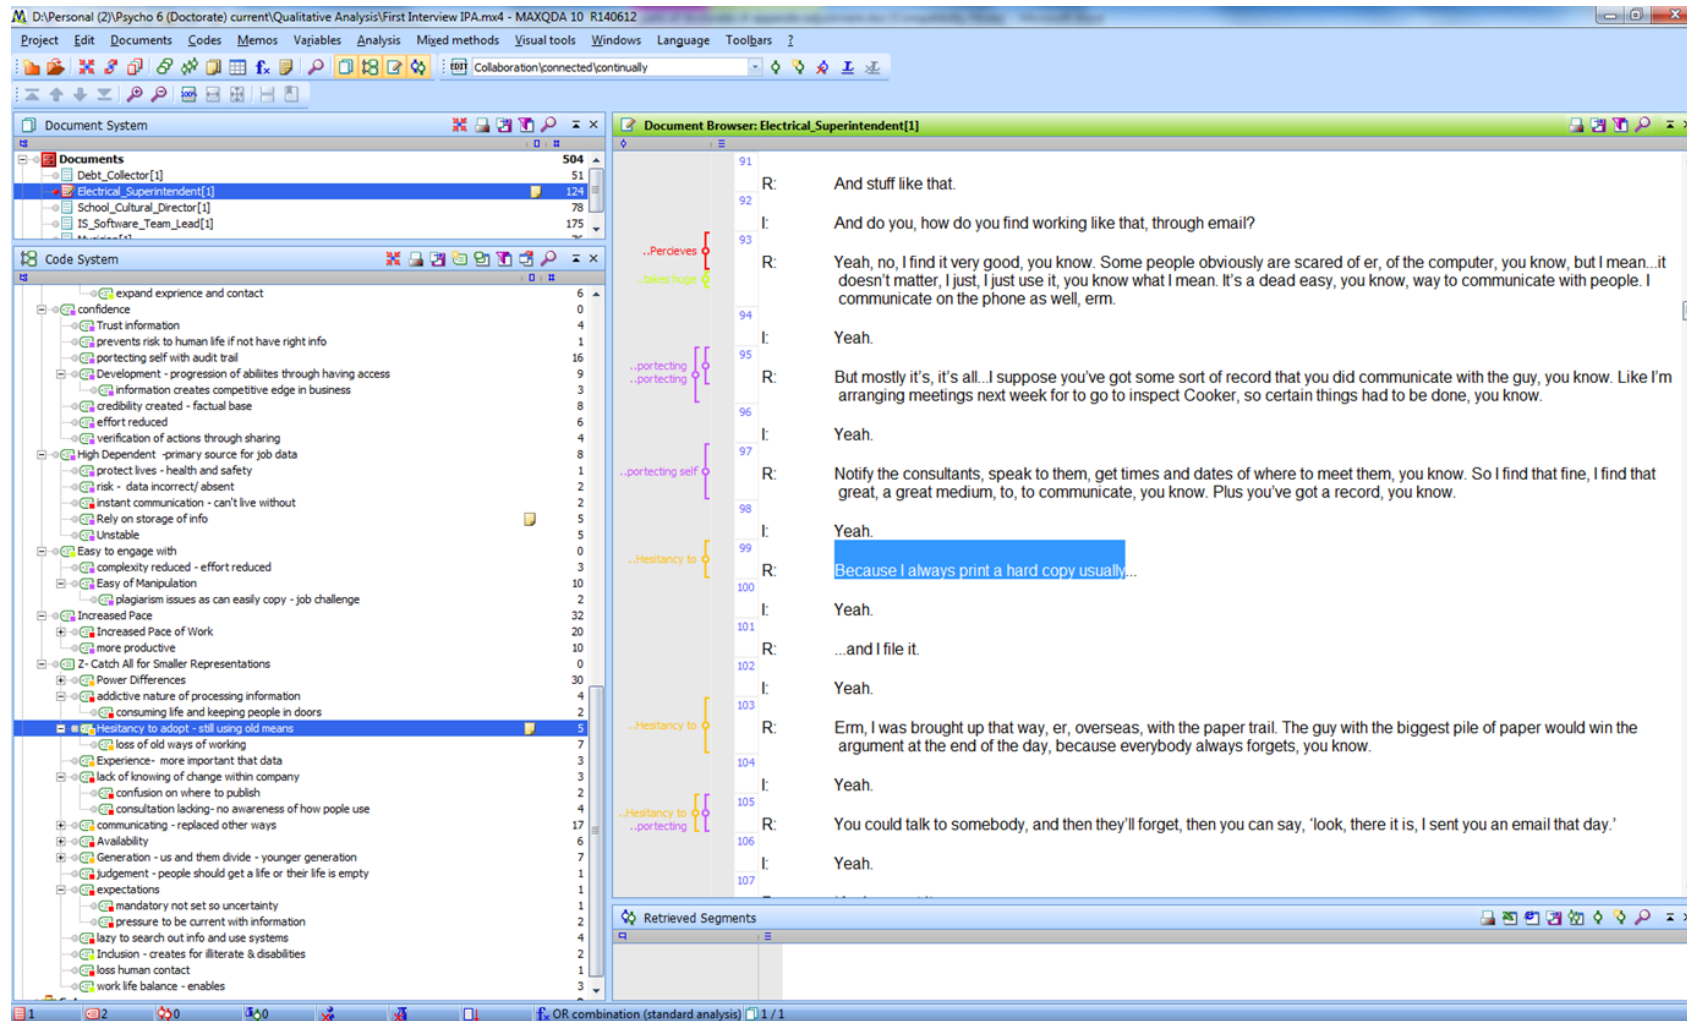 D:\Personal (2)\Psycho 6 (Doctorate) current\Qualitative Analysis\First Interview IPA.mx4 - MAXQDA 10 R140612
Project Edit Documents Codes Memos Variables Analysis Mixed methods Visual tools Windows Language Toolbars ?
EDIT Collaboration\connected\continually
Document System
Documents 504
Debt_Collector[1] 51
Electrical_Superintendent[1] 124
School_Cultural_Director[1] 78
IS_Software_Team_Lead[1] 175
Code System
expand exprience and contact 6
confidence 0
Trust information 4
prevents risk to human life if not have right info 1
portecting self with audit trail 16
Development - progression of abiliites through having access 9
information creates competitive edge in business 3
credibility created - factual base 8
effort reduced 6
verification of actions through sharing 4
High Dependent -primary source for job data 8
protect lives - health and safety 1
risk - data incorrect/ absent 2
instant communication - can't live without 2
Rely on storage of info 5
Unstable 5
Easy to engage with 0
complexity reduced - effort reduced 3
Easy of Manipulation 10
plagiarism issues as can easily copy - job challenge 2
Increased Pace 32
Increased Pace of Work 20
more productive 10
Z- Catch All for Smaller Representations 0
Power Differences 30
addictive nature of processing information 4
consuming life and keeping people in doors 2
Hesitancy to adopt - still using old means 5
loss of old ways of working 7
Experience- more important that data 3
lack of knowing of change within company 3
confusion on where to publish 2
consultation lacking- no awareness of how pople use 4
communicating - replaced other ways 17
Availability 6
Generation - us and them divide - younger generation 7
judgement - people should get a life or their life is empty 1
expectations 1
mandatory not set so uncertainty 1
pressure to be current with information 2
lazy to search out info and use systems 4
Indusion - creates for illiterate & disabilities 2
loss human contact 1
work life balance - enables 3
Document Browser: Electrical_Superintendent[1]
91
R: And stuff like that.
92
I: And do you, how do you find working like that, through email?
93
..Percieves
R: Yeah, no, I find it very good, you know. Some people obviously are scared of er, of the computer, you know, but I mean...it
..takes huge
doesn't matter, I just, I just use it, you know what I mean. It's a dead easy, you know, way to communicate with people. I
communicate on the phone as well, erm.
94
I: Yeah.
95
..portecting
..portecting
R: But mostly it's, it's all...I suppose you've got some sort of record that you did communicate with the guy, you know. Like I'm
arranging meetings next week for to go to inspect Cooker, so certain things had to be done, you know.
96
I: Yeah.
97
..portecting self
R: Notify the consultants, speak to them, get times and dates of where to meet them, you know. So I find that fine, I find that
great, a great medium, to, to communicate, you know. Plus you've got a record, you know.
98
I: Yeah.
99
..Hesitancy to
R: Because I always print a hard copy usually...
100
I: Yeah.
101
R: ...and I file it.
102
I: Yeah.
103
..Hesitancy to
R: Erm, I was brought up that way, er, overseas, with the paper trail. The guy with the biggest pile of paper would win the
argument at the end of the day, because everybody always forgets, you know.
104
I: Yeah.
105
..Hesitancy to
..portecting
R: You could talk to somebody, and then they'll forget, then you can say, 'look, there it is, I sent you an email that day.'
106
I: Yeah.
107
Retrieved Segments
1 2 0 0 OR combination (standard analysis) 1 / 1